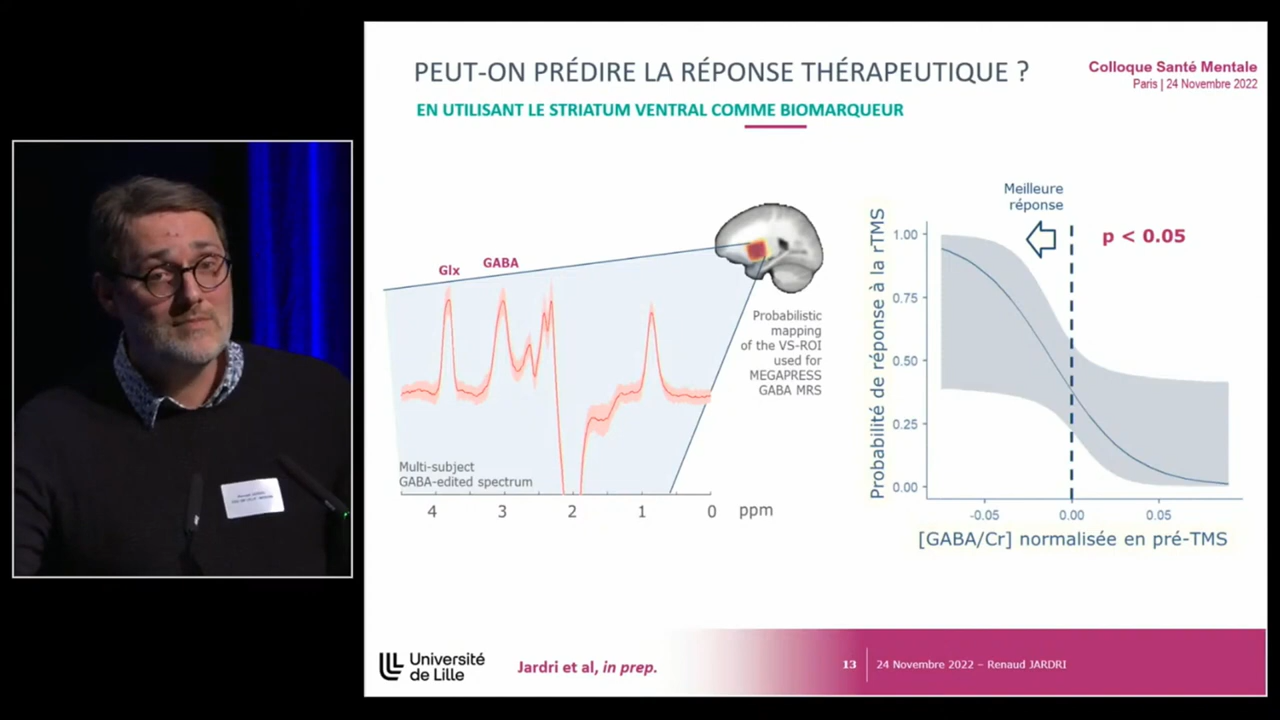 PEUT-ON PRÉDIRE LA RÉPONSE THÉRAPEUTIQUE ?
EN UTILISANT LE STRIATUM VENTRAL COMME BIOMARQUEUR
Colloque Santé Mentale
Paris | 24 Novembre 2022
Glx
GABA
Probabilistic
mapping
of the VS-ROI
used for
MEGAPRESS
GABA MRS
Multi-subject
GABA-edited spectrum
4 3 2 1 0 ppm
Meilleure
réponse
p < 0.05
Probabilité de réponse à la rTMS
1.00
0.75
0.50
0.25
0.00
-0.05 0.00 0.05
[GABA/Cr] normalisée en pré-TMS
Université
de Lille
Jardri et al, in prep.
13
24 Novembre 2022 – Renaud JARDRI